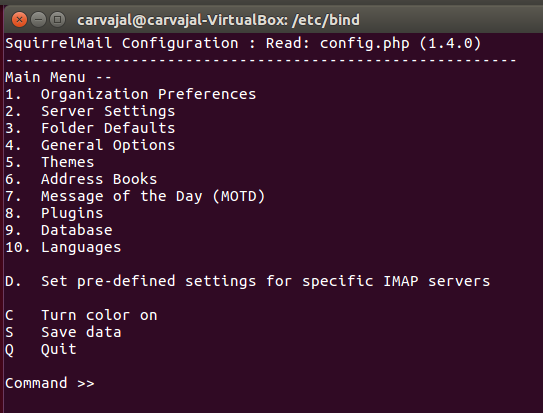 carvajal@carvajal-VirtualBox: /etc/bind
SquirrelMail Configuration : Read: config.php (1.4.0)
---------------------------------------------------------
Main Menu --
1.  Organization Preferences
2.  Server Settings
3.  Folder Defaults
4.  General Options
5.  Themes
6.  Address Books
7.  Message of the Day (MOTD)
8.  Plugins
9.  Database
10. Languages

D.  Set pre-defined settings for specific IMAP servers

C   Turn color on
S   Save data
Q   Quit

Command >>